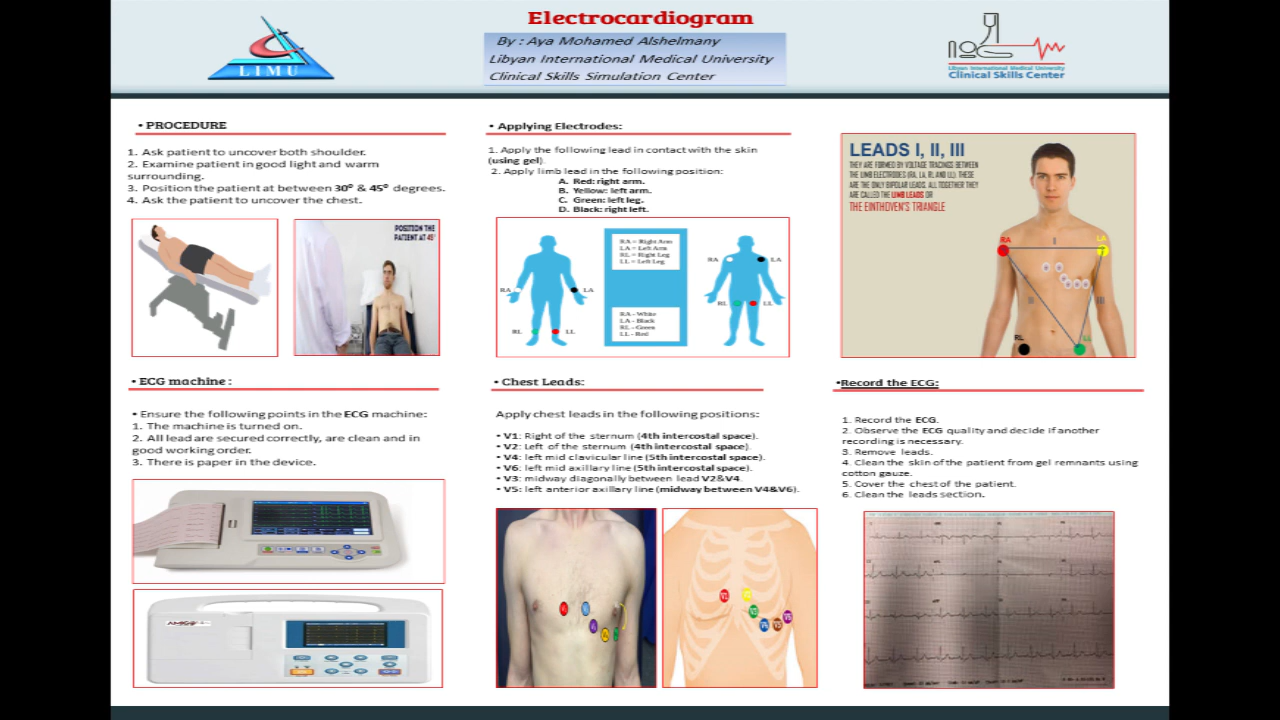 Electrocardiogram
By : Aya Mohamed Alshelmany
Libyan International Medical University
Clinical Skills Simulation Center
LIMU
Libyan International Medical University
Clinical Skills Center
• PROCEDURE
1. Ask patient to uncover both shoulder.
2. Examine patient in good light and warm
surrounding.
3. Position the patient at between 30° & 45° degrees.
4. Ask the patient to uncover the chest.
POSITION THE
PATIENT AT 45°
• Applying Electrodes:
1. Apply the following lead in contact with the skin
(using gel).
2. Apply limb lead in the following position:
A. Red: right arm.
B. Yellow: left arm.
C. Green: left leg.
D. Black: right left.
RA = Right Arm
LA = Left Arm
RL = Right Leg
LL = Left Leg
RA - White
LA - Black
RL - Green
LL - Red
RA
LA
RL
LL
RA
LA
RL
LL
LEADS I, II, III
THEY ARE FORMED BY VOLTAGE TRACINGS BETWEEN
THE LIMB ELECTRODES (RA, LA, RL AND LL). THESE
ARE THE ONLY BIPOLAR LEADS. ALL TOGETHER THEY
ARE CALLED THE LIMB LEADS OR
THE EINTHOVEN'S TRIANGLE
RA
LA
I
II
III
RL
LL
• ECG machine :
• Ensure the following points in the ECG machine:
1. The machine is turned on.
2. All lead are secured correctly, are clean and in
good working order.
3. There is paper in the device.
• Chest Leads:
Apply chest leads in the following positions:
• V1: Right of the sternum (4th intercostal space).
• V2: Left of the sternum (4th intercostal space).
• V4: left mid clavicular line (5th intercostal space).
• V6: left mid axillary line (5th intercostal space).
• V3: midway diagonally between lead V2&V4.
• V5: left anterior axillary line (midway between V4&V6).
V1
•Record the ECG:
1. Record the ECG.
2. Observe the ECG quality and decide if another
recording is necessary.
3. Remove leads.
4. Clean the skin of the patient from gel remnants using
cotton gauze.
5. Cover the chest of the patient.
6. Clean the leads section.